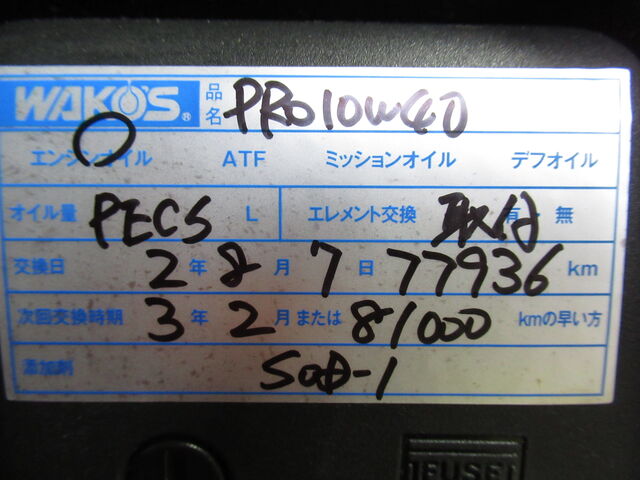 WAKO'S® 品名 PRO10W40
エンジンオイル ATF ミッションオイル デフオイル
オイル量 PECS L エレメント交換 取付 有・無
交換日 2年 8月 7日 77936km
次回交換時期 3年 2月または 81000 kmの早い方
添加剤 SOD-1
FUSE